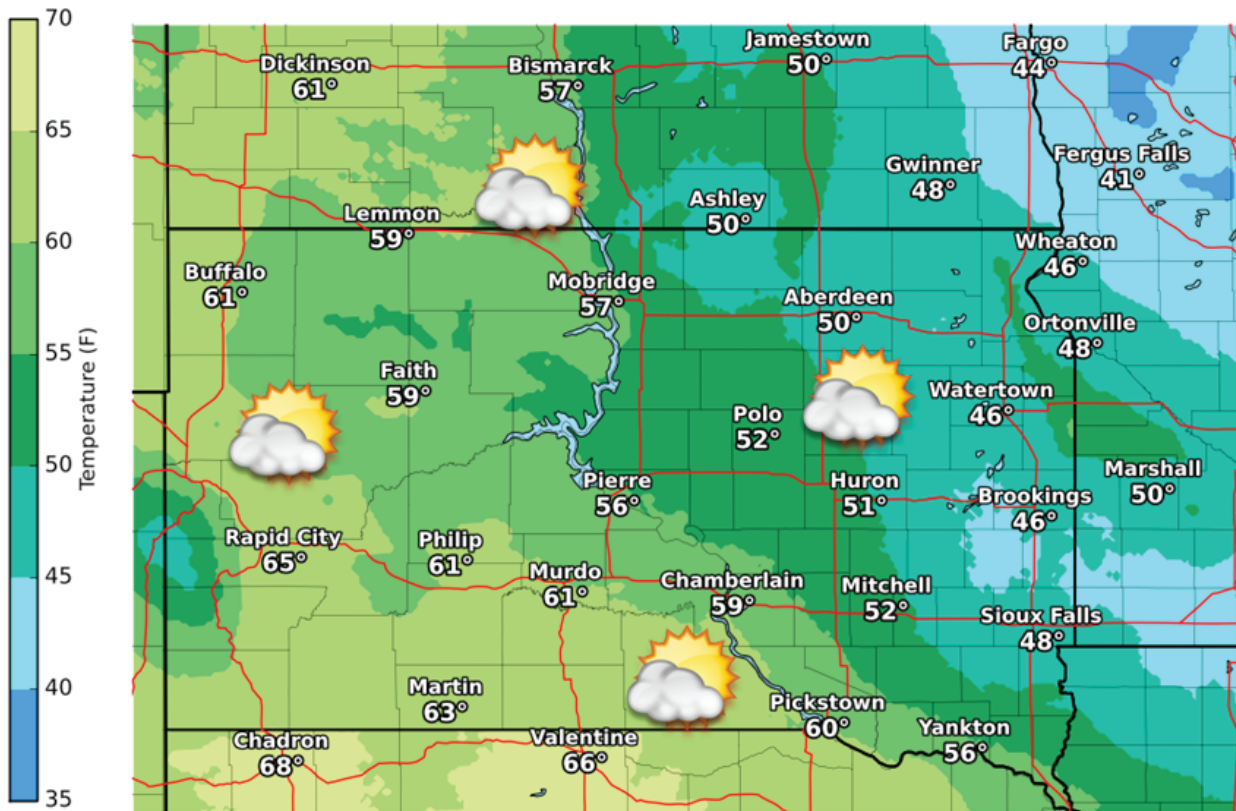 70
65
60
55
50
45
40
35
Temperature (F)
Dickinson
61°
Bismarck
57°
Jamestown
50°
Fargo
44°
Gwinner
48°
Fergus Falls
41°
Lemmon
59°
Ashley
50°
Wheaton
46°
Buffalo
61°
Mobridge
57°
Aberdeen
50°
Ortonville
48°
Faith
59°
Polo
52°
Watertown
46°
Pierre
56°
Huron
51°
Brookings
46°
Marshall
50°
Rapid City
65°
Philip
61°
Murdo
61°
Chamberlain
59°
Mitchell
52°
Sioux Falls
48°
Martin
63°
Pickstown
60°
Chadron
68°
Valentine
66°
Yankton
56°